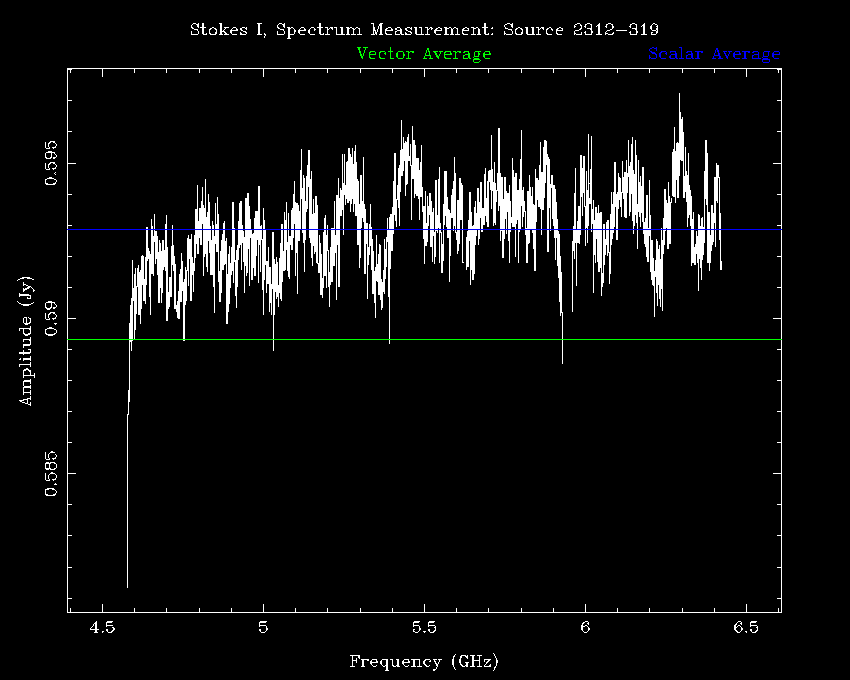 Stokes I, Spectrum Measurement: Source 2312-319
Vector Average
Scalar Average
0.595
0.59
0.585
Amplitude (Jy)
4.5
5
5.5
6
6.5
Frequency (GHz)